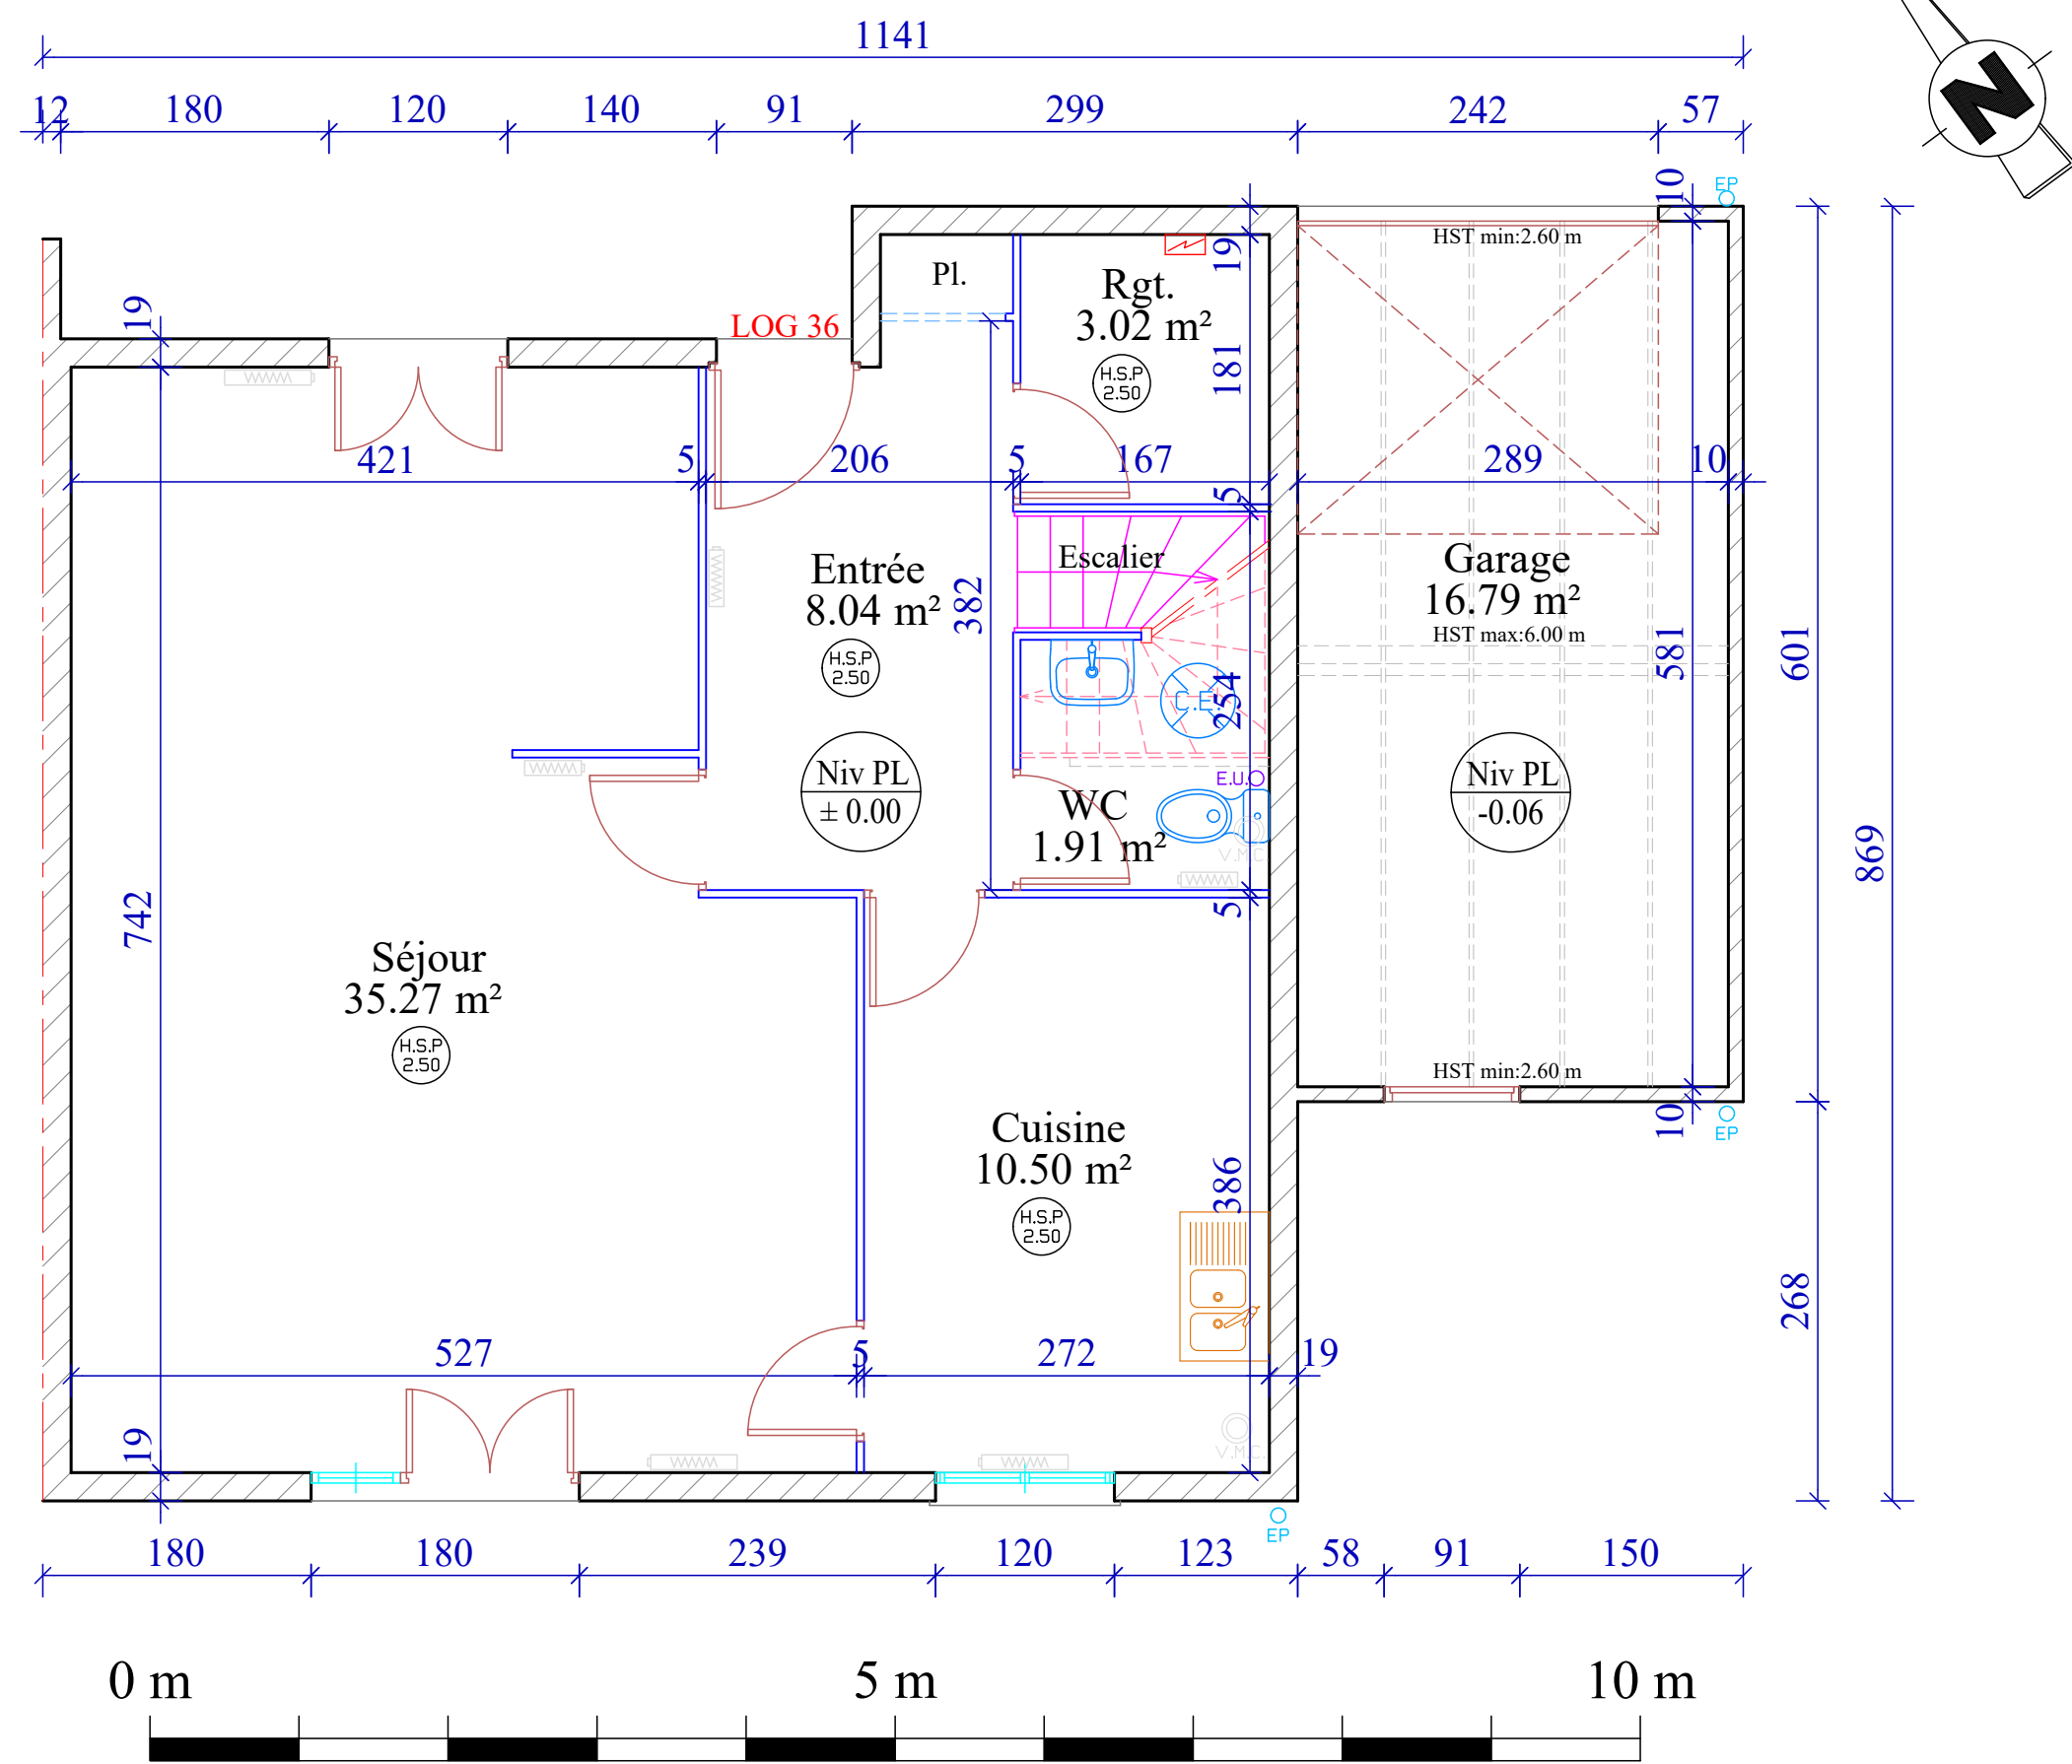 1141
12 180 120 140 91 299 242 57
N
10
EP
HST min:2.60 m
19
Pl.
Rgt.
3.02 m²
H.S.P
2.50
19
LOG 36
181
421 5 206 5 167 289 10
5
Escalier
Entrée
8.04 m²
H.S.P
2.50
382
Garage
16.79 m²
HST max:6.00 m
581
601
C.E.
254
Niv PL
± 0.00
E.U.
WC
1.91 m²
V.M.C.
Niv PL
-0.06
869
742
5
Séjour
35.27 m²
H.S.P
2.50
HST min:2.60 m
10
EP
Cuisine
10.50 m²
H.S.P
2.50
386
268
527 5 272 19
19
V.M.C.
EP
180 180 239 120 123 58 91 150
0 m 5 m 10 m